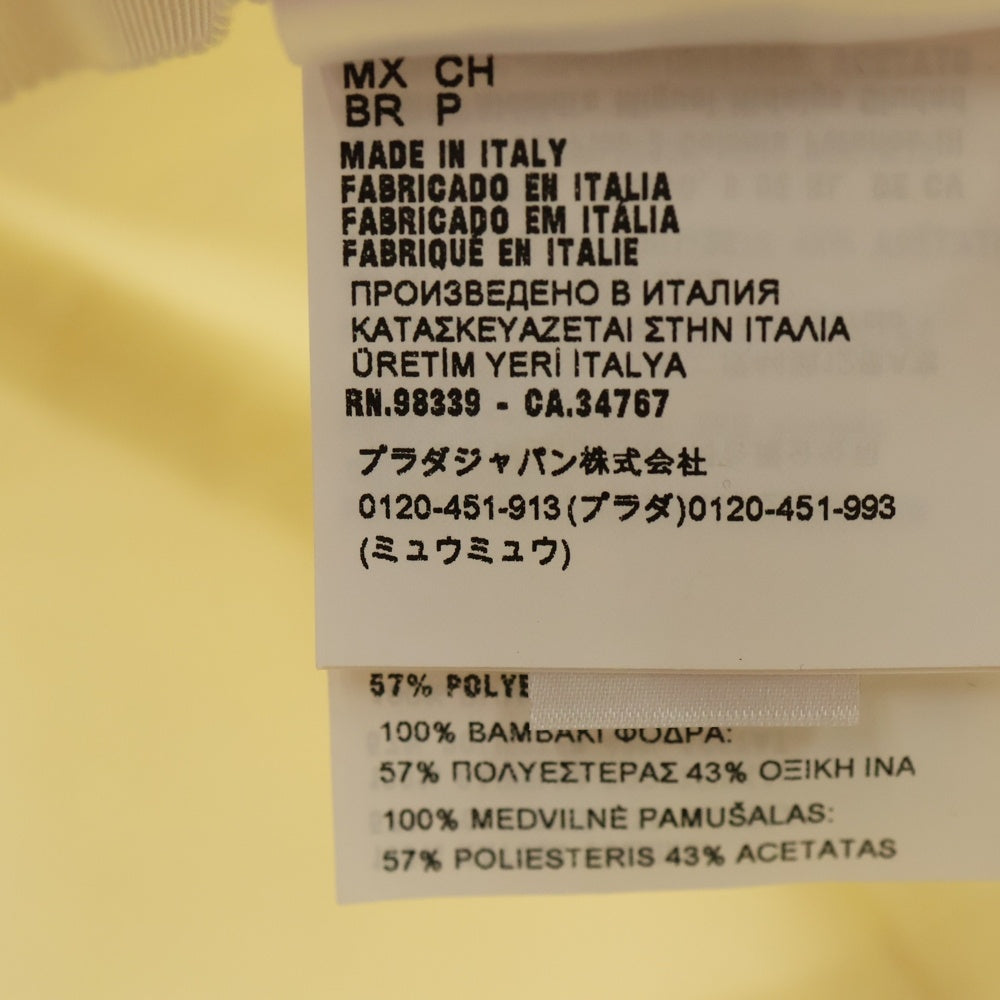 MX CH
BR P
MADE IN ITALY
FABRICADO EN ITALIA
FABRICADO EM ITÁLIA
FABRIQUÉ EN ITALIE
ПРОИЗВЕДЕНО В ИТАЛИЯ
ΚΑΤΑΣΚΕΥΑΖΕΤΑΙ ΣΤΗΝ ΙΤΑΛΙΑ
ÜRETİM YERİ İTALYA
RN.98339 - CA.34767
プラダジャパン株式会社
0120-451-913(プラダ)0120-451-993
(ミュウミュウ)
57%
100% ΒΑΜΒΑΚΙ ΦΟΔΡΑ:
57% ΠΟΛΥΕΣΤΕΡΑΣ 43% ΟΞΙΚΗ ΙΝΑ
100% MEDVILNĖ PAMUŠALAS:
57% POLIESTERIS 43% ACETATAS